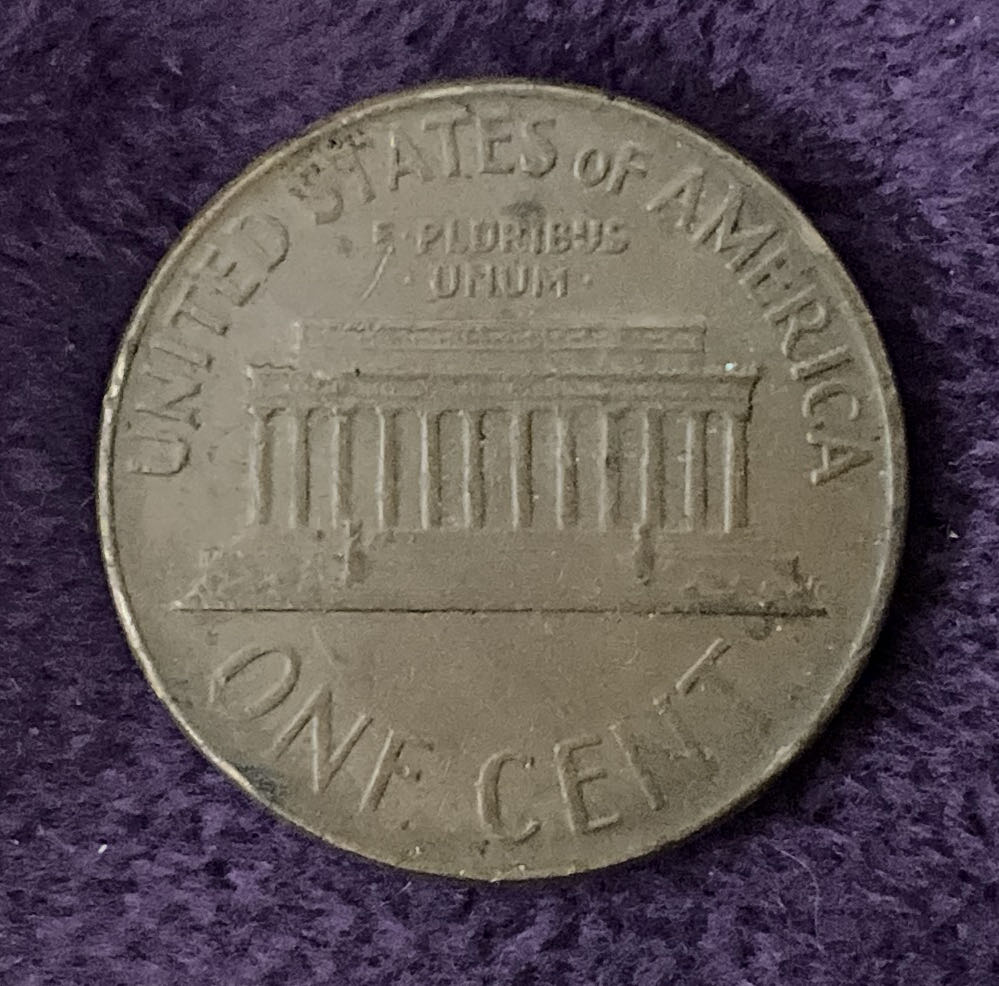 UNITED STATES OF AMERICA
E·PLURIBUS
·UNUM·
ONE CENT